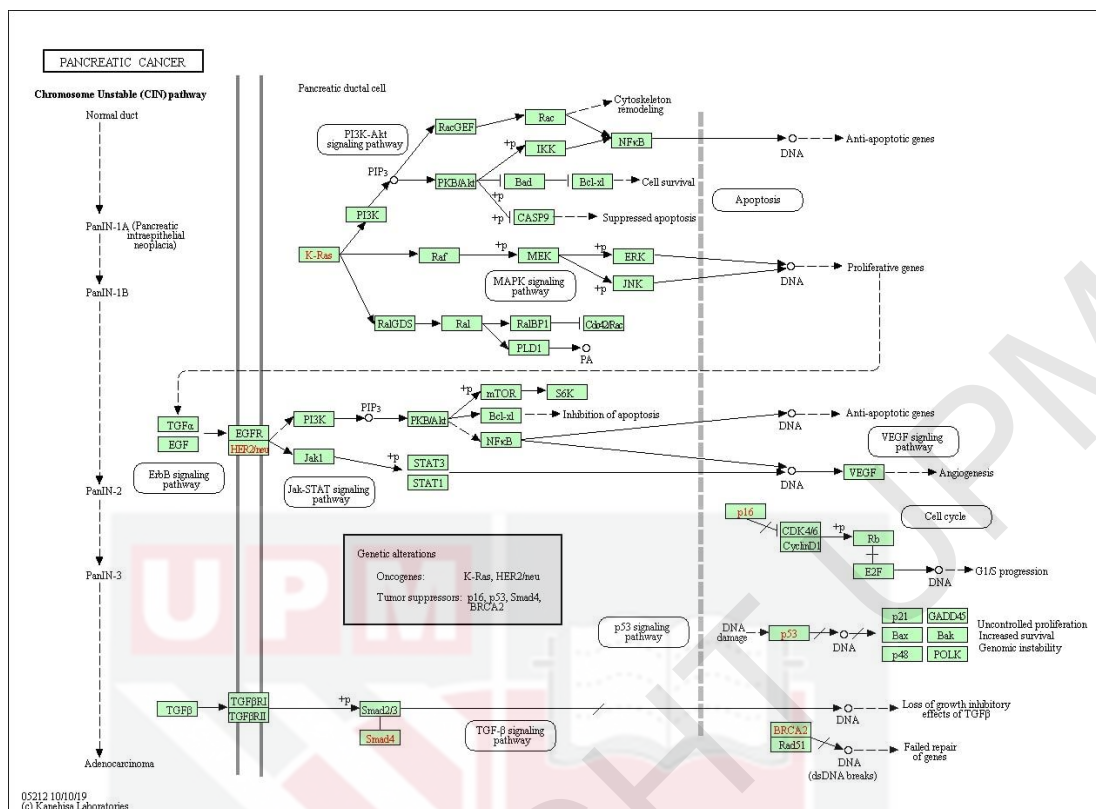 PANCREATIC CANCER
Chromosome Unstable (CIN) pathway
Normal duct
PanIN-1A (Pancreatic
intraepithelial
neoplacia)
PanIN-1B
PanIN-2
PanIN-3
Adenocarcinoma
Pancreatic ductal cell
PI3K-Akt
signaling pathway
RacGEF
Rac
Cytoskeleton
remodeling
+p
IKK
NFκB
DNA
Anti-apoptotic genes
PIP3
PKB/Akt
Bad
Bcl-xl
Cell survival
+p
CASP9
Suppressed apoptosis
Apoptosis
PI3K
K-Ras
Raf
+p
MEK
+p
ERK
DNA
Proliferative genes
MAPK signaling
pathway
+p
JNK
RalGDS
Ral
RalBP1
Cdc42/Rac
PLD1
PA
TGFα
EGF
EGFR
HER2/neu
ErbB signaling
pathway
PI3K
PIP3
PKB/Akt
+p
mTOR
S6K
Bcl-xl
Inhibition of apoptosis
NFκB
DNA
Anti-apoptotic genes
Jak1
+p
STAT3
STAT1
Jak-STAT signaling
pathway
DNA
VEGF
Angiogenesis
VEGF signling
pathway
p16
CDK4/6
CyclinD1
+p
Rb
E2F
DNA
G1/S progression
Cell cycle
Genetic alterations
Oncogenes: K-Ras, HER2/neu
Tumor suppressors: p16, p53, Smad4,
BRCA2
p53 signaling
pathway
DNA
damage
p53
DNA
p21
GADD45
Bax
Bak
p48
POLK
Uncontrolled proliferation
Increased survival
Genomic instability
TGFβ
TGFβRI
TGFβRII
+p
Smad2/3
Smad4
TGF-β signaling
pathway
DNA
Loss of growth inhibitory
effects of TGFβ
BRCA2
Rad51
DNA
(dsDNA breaks)
Failed repair
of genes
05212 10/10/19
(c) Kanehisa Laboratories
UPM
HT UPM